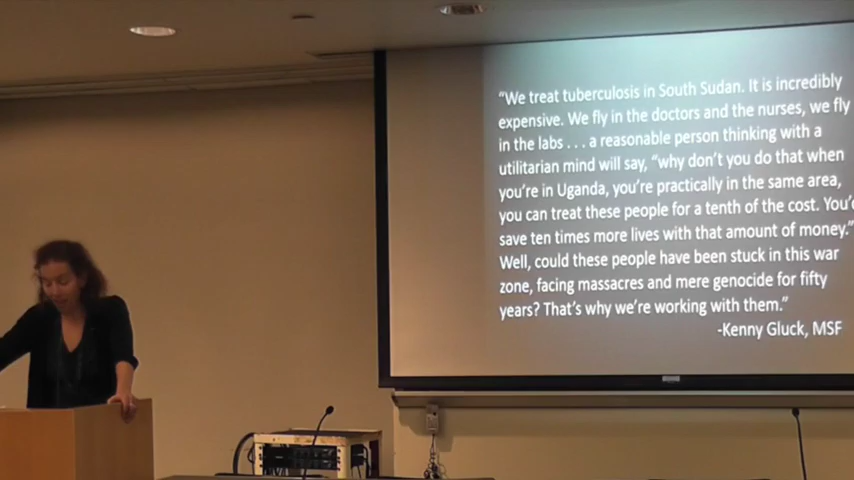 “We treat tuberculosis in South Sudan. It is incredibly
expensive. We fly in the doctors and the nurses, we fly
in the labs . . . a reasonable person thinking with a
utilitarian mind will say, “why don’t you do that when
you’re in Uganda, you’re practically in the same area,
you can treat these people for a tenth of the cost. You’d
save ten times more lives with that amount of money.”
Well, could these people have been stuck in this war
zone, facing massacres and mere genocide for fifty
years? That’s why we’re working with them.”
-Kenny Gluck, MSF